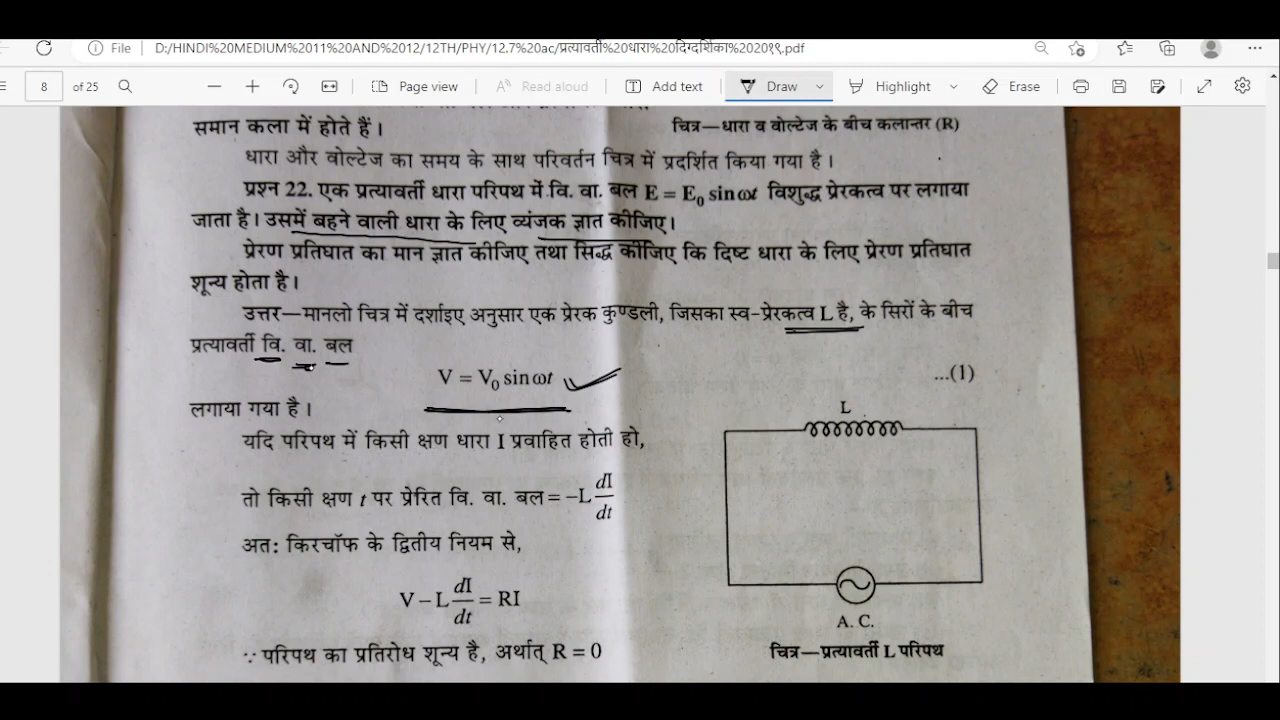 File D:/HINDI%20MEDIUM%2011%20AND%2012/12TH/PHY/12.7%20ac/प्रत्यावर्ती%20धारा%20दिग्दर्शिका%202०१९.pdf
8 of 25 Page view Read aloud Add text Draw Highlight Erase
समान कला में होते हैं।
चित्र—धारा व वोल्टेज के बीच कलान्तर (R)
धारा और वोल्टेज का समय के साथ परिवर्तन चित्र में प्रदर्शित किया गया है।
प्रश्न 22. एक प्रत्यावर्ती धारा परिपथ में वि. वा. बल E = E₀ sin ωt विशुद्ध प्रेरकत्व पर लगाया
जाता है। उसमें बहने वाली धारा के लिए व्यंजक ज्ञात कीजिए।
प्रेरण प्रतिघात का मान ज्ञात कीजिए तथा सिद्ध कीजिए कि दिष्ट धारा के लिए प्रेरण प्रतिघात
शून्य होता है।
उत्तर—मानलो चित्र में दर्शाइए अनुसार एक प्रेरक कुण्डली, जिसका स्व-प्रेरकत्व L है, के सिरों के बीच
प्रत्यावर्ती वि. वा. बल
V = V₀ sin ωt ...(1)
लगाया गया है।
यदि परिपथ में किसी क्षण धारा I प्रवाहित होती हो,
तो किसी क्षण t पर प्रेरित वि. वा. बल = –L dI/dt
अतः किरचॉफ के द्वितीय नियम से,
V – L dI/dt = RI
∵ परिपथ का प्रतिरोध शून्य है, अर्थात् R = 0
L
A. C.
चित्र—प्रत्यावर्ती L परिपथ